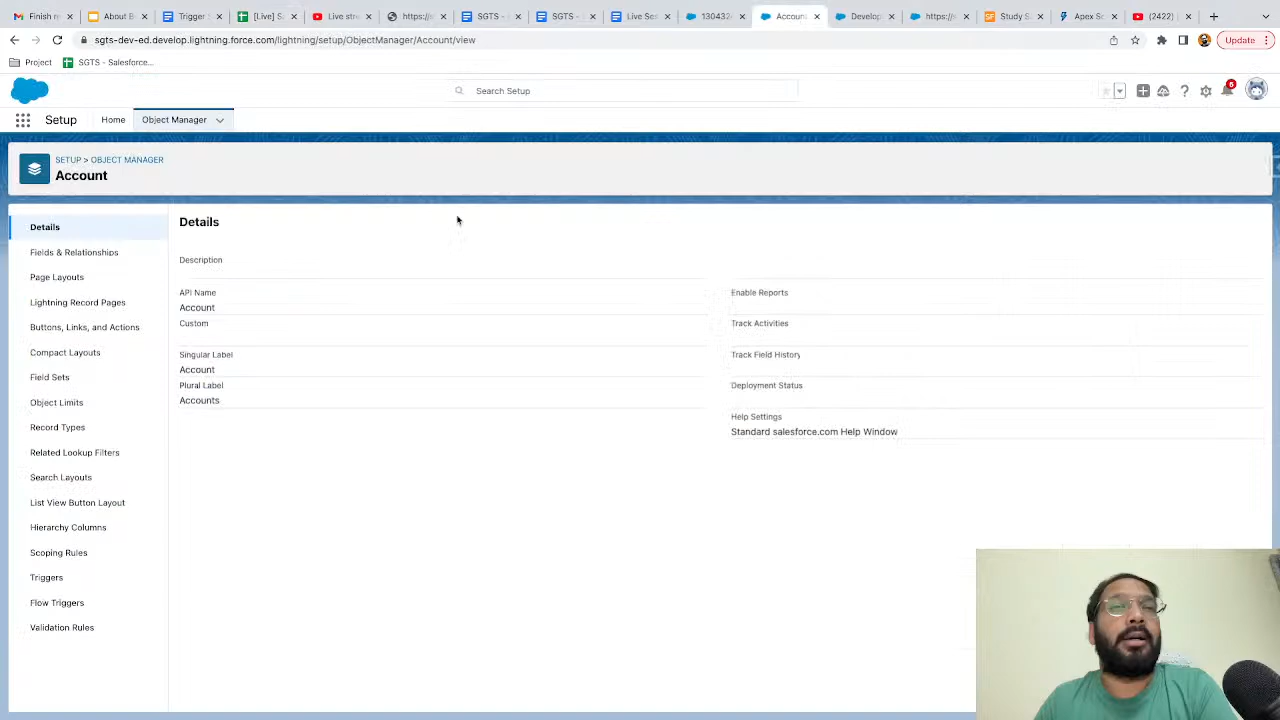 Finish
About B
Trigger
[Live] S
Live stre
https://
SGTS -
SGTS -
Live Ses
130432
Accoun
Develop
https://
Study S
Apex Sc
(2422)
sgts-dev-ed.develop.lightning.force.com/lightning/setup/ObjectManager/Account/view
Update
Project
SGTS - Salesforce...
Search Setup
6
Setup
Home
Object Manager
SETUP > OBJECT MANAGER
Account
Details
Fields & Relationships
Page Layouts
Lightning Record Pages
Buttons, Links, and Actions
Compact Layouts
Field Sets
Object Limits
Record Types
Related Lookup Filters
Search Layouts
List View Button Layout
Hierarchy Columns
Scoping Rules
Triggers
Flow Triggers
Validation Rules
Details
Description
API Name
Account
Custom
Singular Label
Account
Plural Label
Accounts
Enable Reports
Track Activities
Track Field History
Deployment Status
Help Settings
Standard salesforce.com Help Window